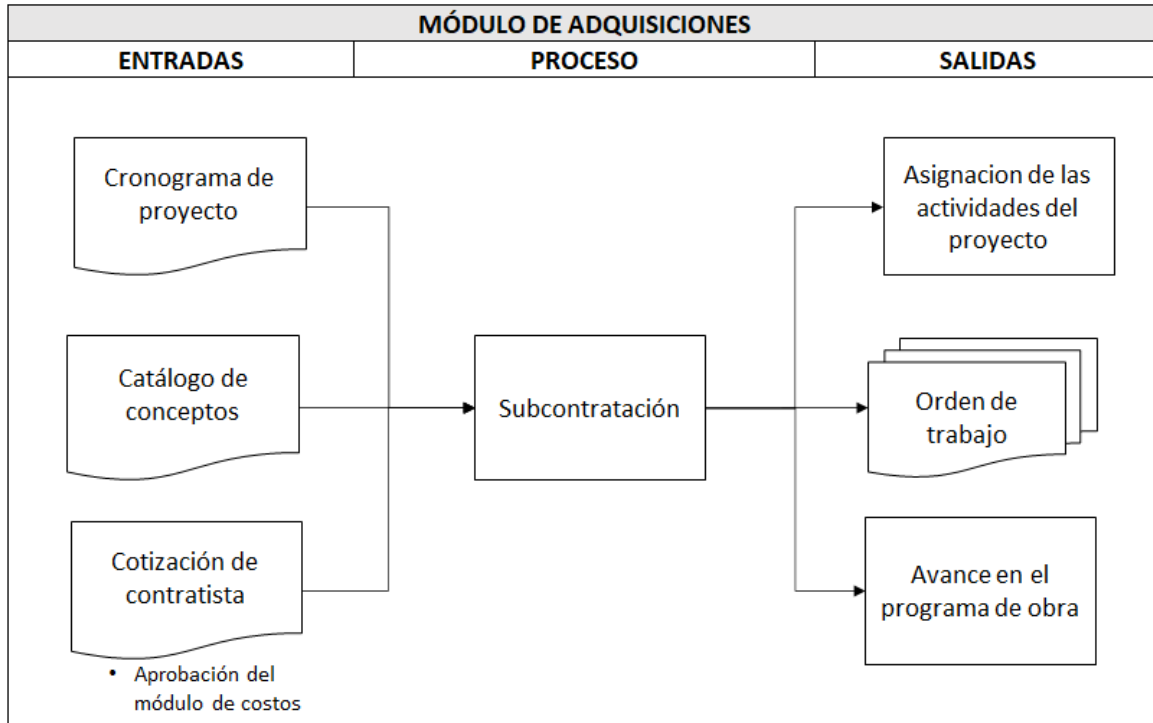 MÓDULO DE ADQUISICIONES
ENTRADAS
PROCESO
SALIDAS
Cronograma de
proyecto
Catálogo de
conceptos
Cotización de
contratista
• Aprobación del
módulo de costos
Subcontratación
Asignacion de las
actividades del
proyecto
Orden de
trabajo
Avance en el
programa de obra